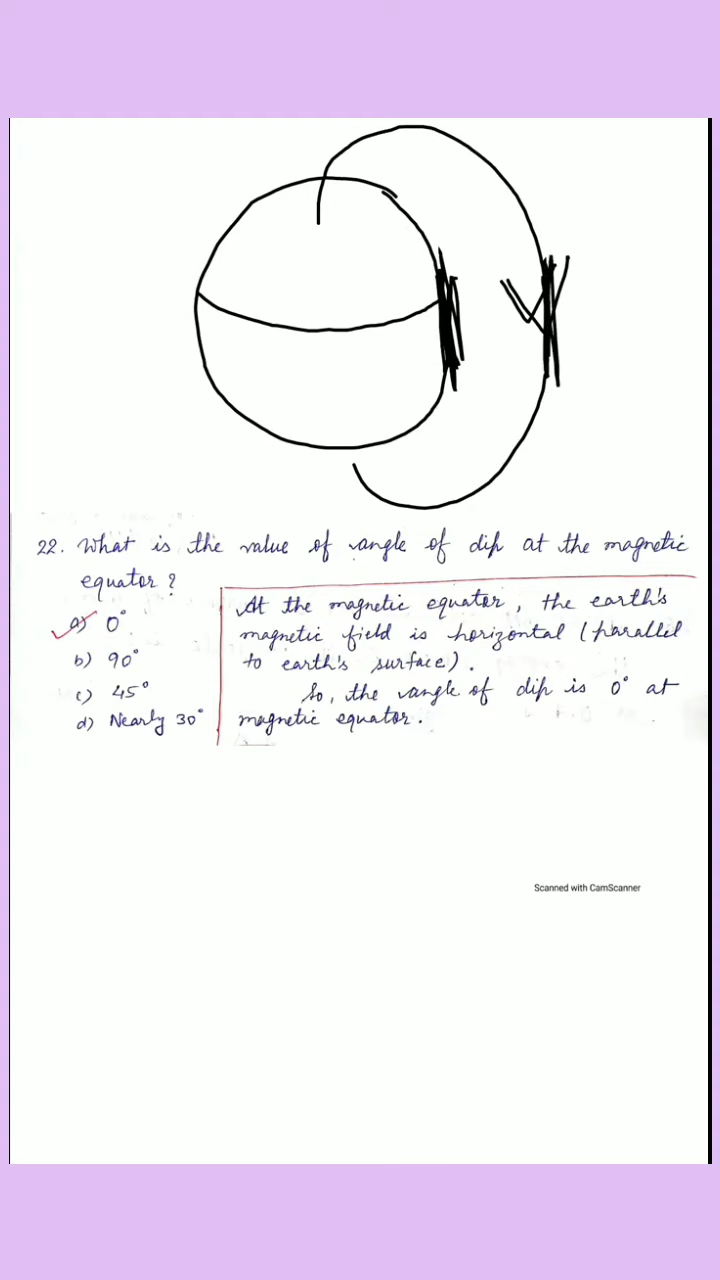 22. What is the value of angle of dip at the magnetic
equator?
a) 0°
b) 90°
c) 45°
d) Nearly 30°
At the magnetic equator, the earth's
magnetic field is horizontal (parallel
to earth's surface).
So, the angle of dip is 0° at
magnetic equator.
Scanned with CamScanner